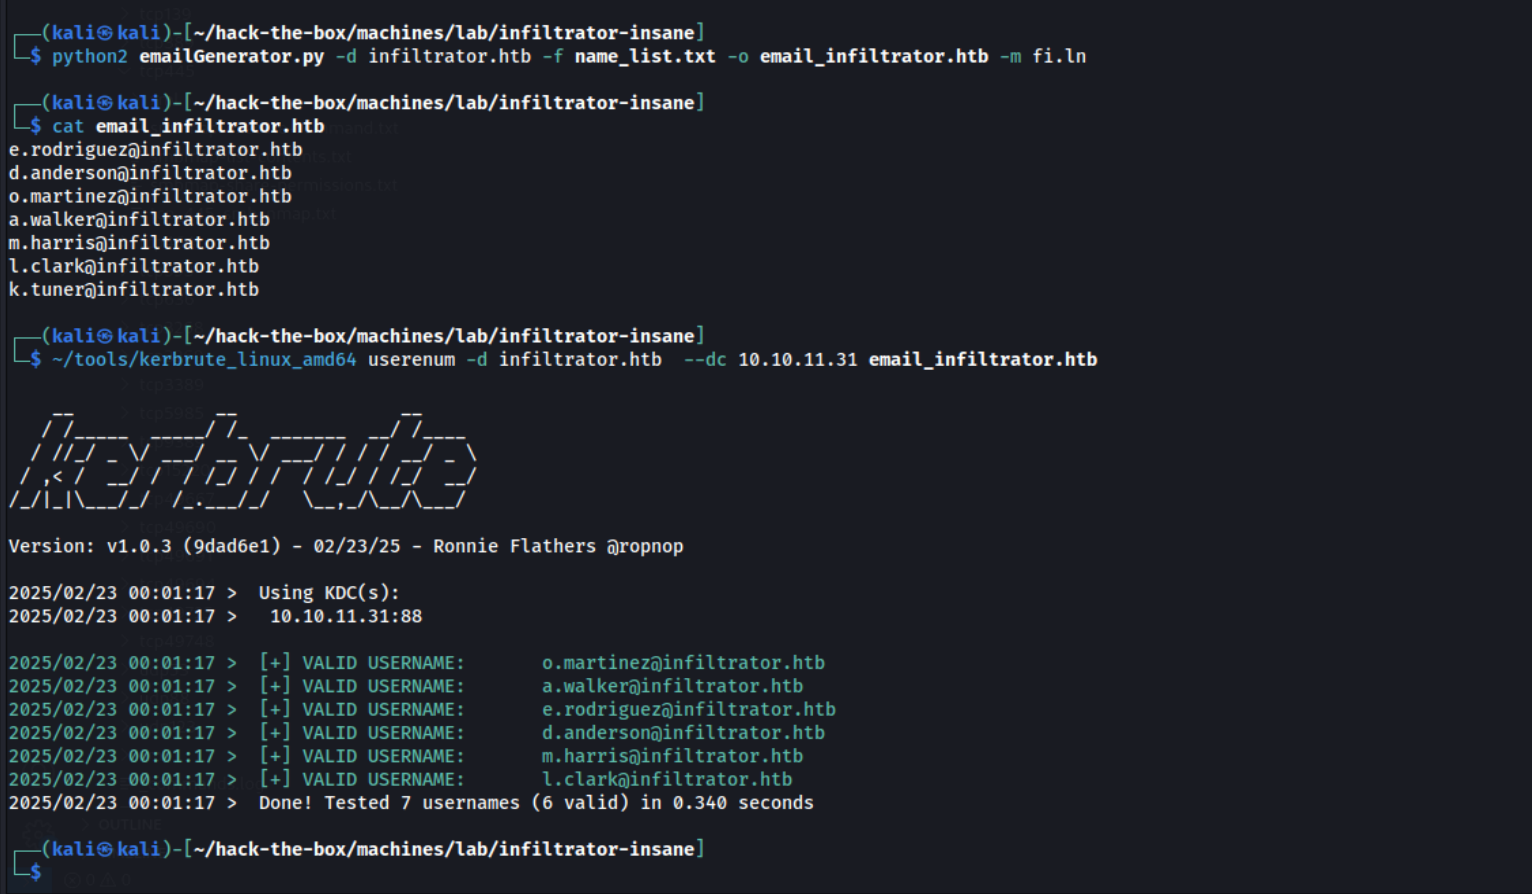 ┌──(kali㉿kali)-[~/hack-the-box/machines/lab/infiltrator-insane]
└─$ python2 emailGenerator.py -d infiltrator.htb -f name_list.txt -o email_infiltrator.htb -m fi.ln
┌──(kali㉿kali)-[~/hack-the-box/machines/lab/infiltrator-insane]
└─$ cat email_infiltrator.htb
e.rodriguez@infiltrator.htb
d.anderson@infiltrator.htb
o.martinez@infiltrator.htb
a.walker@infiltrator.htb
m.harris@infiltrator.htb
l.clark@infiltrator.htb
k.tuner@infiltrator.htb
┌──(kali㉿kali)-[~/hack-the-box/machines/lab/infiltrator-insane]
└─$ ~/tools/kerbrute_linux_amd64 userenum -d infiltrator.htb  --dc 10.10.11.31 email_infiltrator.htb
kerbrute
Version: v1.0.3 (9dad6e1) - 02/23/25 - Ronnie Flathers @ropnop
2025/02/23 00:01:17 >  Using KDC(s):
2025/02/23 00:01:17 >   10.10.11.31:88
2025/02/23 00:01:17 >  [+] VALID USERNAME:       o.martinez@infiltrator.htb
2025/02/23 00:01:17 >  [+] VALID USERNAME:       a.walker@infiltrator.htb
2025/02/23 00:01:17 >  [+] VALID USERNAME:       e.rodriguez@infiltrator.htb
2025/02/23 00:01:17 >  [+] VALID USERNAME:       d.anderson@infiltrator.htb
2025/02/23 00:01:17 >  [+] VALID USERNAME:       m.harris@infiltrator.htb
2025/02/23 00:01:17 >  [+] VALID USERNAME:       l.clark@infiltrator.htb
2025/02/23 00:01:17 >  Done! Tested 7 usernames (6 valid) in 0.340 seconds
┌──(kali㉿kali)-[~/hack-the-box/machines/lab/infiltrator-insane]
└─$